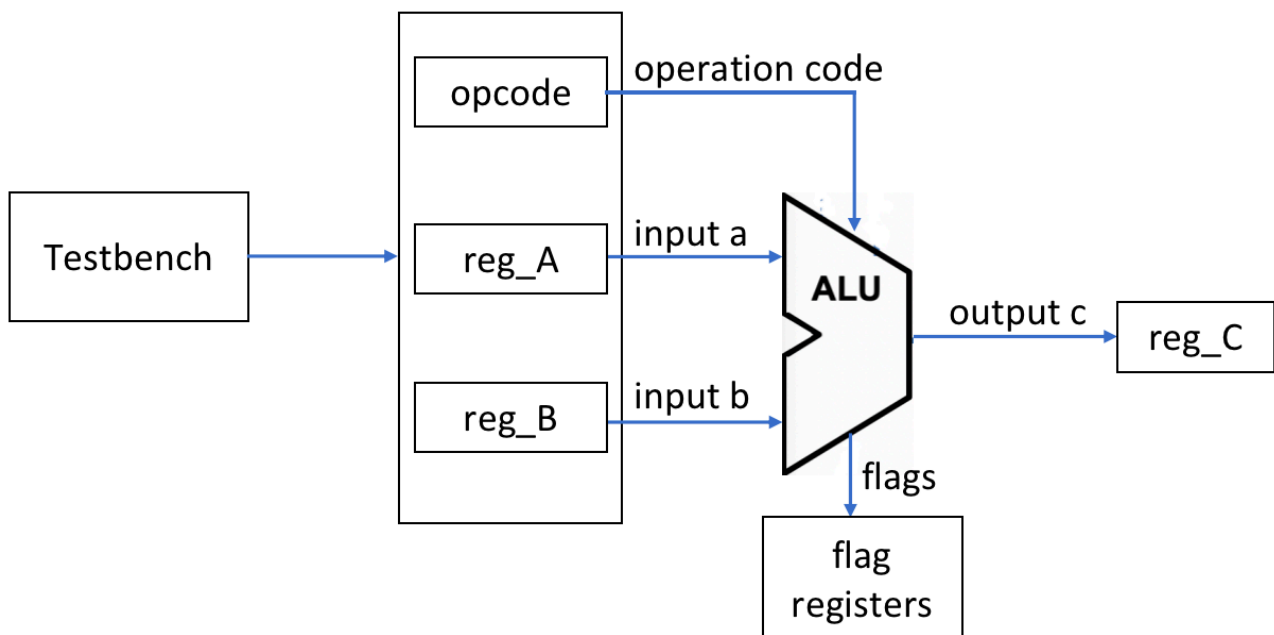 opcode
operation code
Testbench
reg_A
input a
ALU
output c
reg_C
reg_B
input b
flags
flag
registers